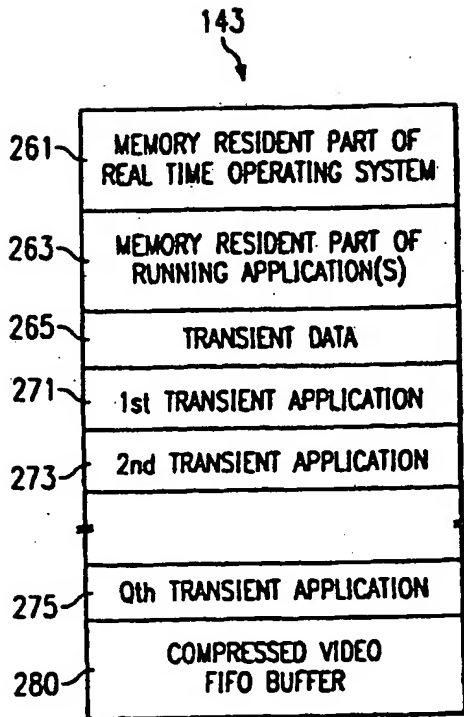 143
261
MEMORY RESIDENT PART OF
REAL TIME OPERATING SYSTEM
263
MEMORY RESIDENT PART OF
RUNNING APPLICATION(S)
265
TRANSIENT DATA
271
1st TRANSIENT APPLICATION
273
2nd TRANSIENT APPLICATION
275
Qth TRANSIENT APPLICATION
280
COMPRESSED VIDEO
FIFO BUFFER